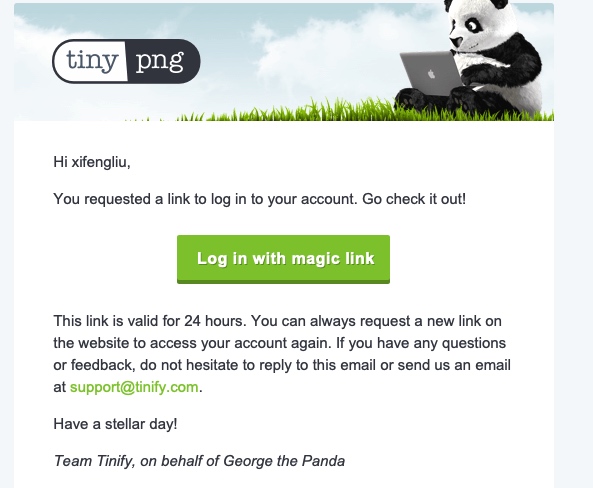 tiny png
Hi xifengliu,
You requested a link to log in to your account. Go check it out!
Log in with magic link
This link is valid for 24 hours. You can always request a new link on
the website to access your account again. If you have any questions
or feedback, do not hesitate to reply to this email or send us an email
at support@tinify.com.
Have a stellar day!
Team Tinify, on behalf of George the Panda